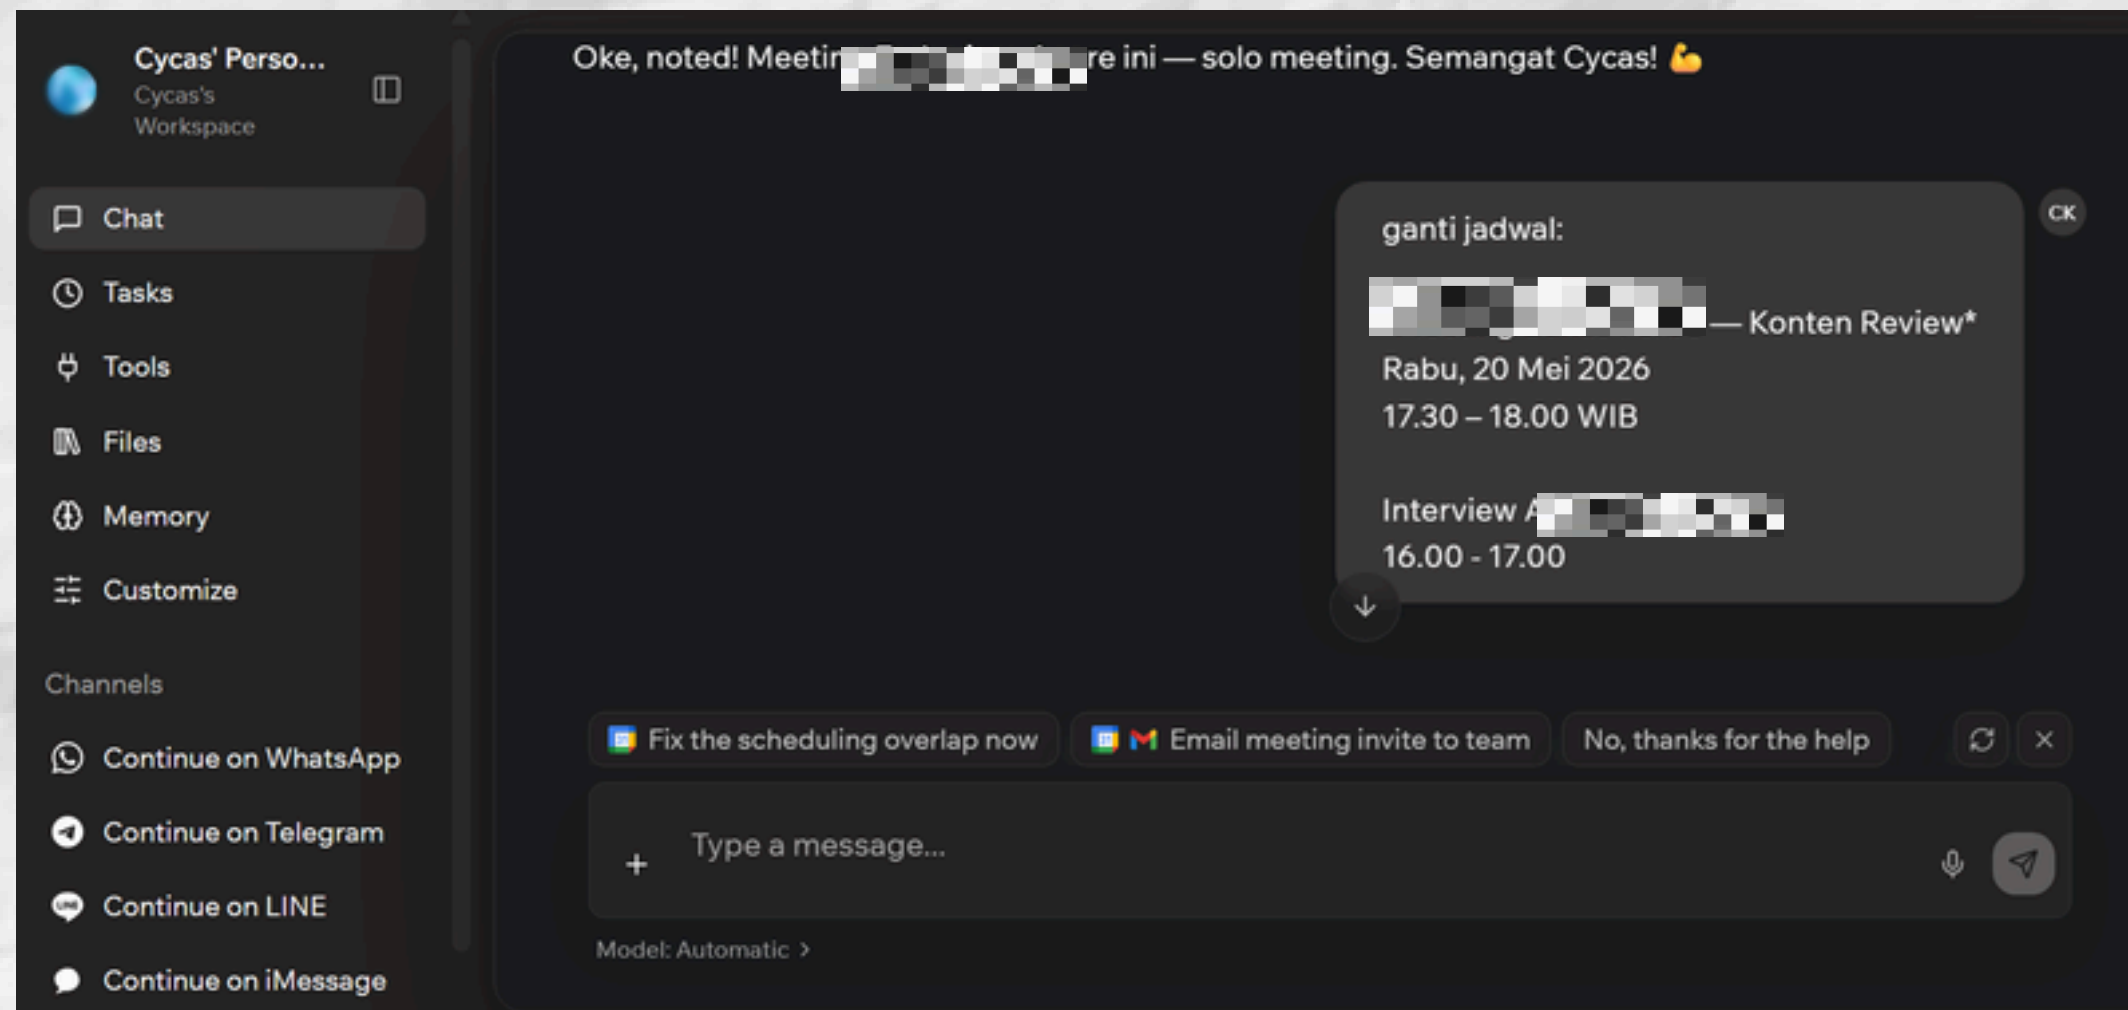 Cycas' Perso...
Cycas's
Workspace
Chat
Tasks
Tools
Files
Memory
Customize
Channels
Continue on WhatsApp
Continue on Telegram
Continue on LINE
Continue on iMessage
Oke, noted! ini — solo meeting. Semangat Cycas! 💪
CK
ganti jadwal:
— Konten Review*
Rabu, 20 Mei 2026
17.30 – 18.00 WIB
Interview
16.00 - 17.00
Fix the scheduling overlap now
Email meeting invite to team
No, thanks for the help
Type a message...
Model: Automatic >